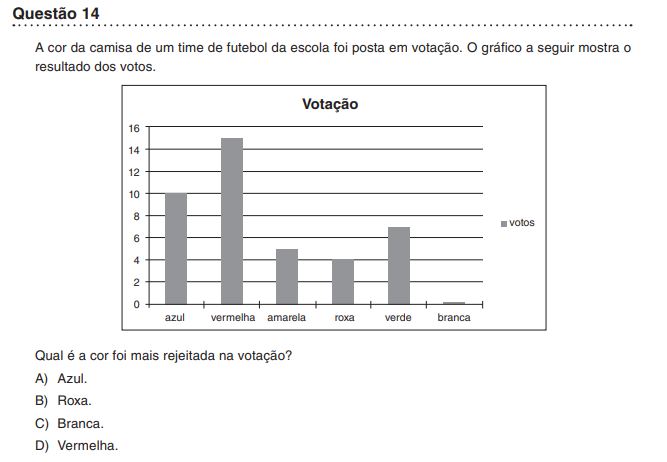 Questão 14
A cor da camisa de um time de futebol da escola foi posta em votação. O gráfico a seguir mostra o
resultado dos votos.
Votação
16
14
12
10
8
6
4
2
0
azul vermelha amarela roxa verde branca
votos
Qual é a cor foi mais rejeitada na votação?
A) Azul.
B) Roxa.
C) Branca.
D) Vermelha.